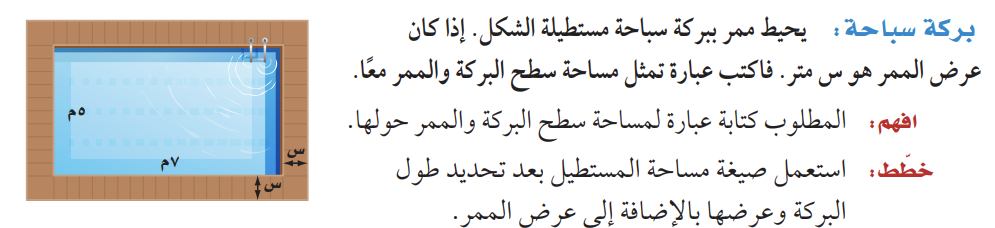 بركة سباحة: يحيط ممر ببركة سباحة مستطيلة الشكل. إذا كان
عرض الممر هو س متر. فاكتب عبارة تمثل مساحة سطح البركة والممر معًا.
افهم: المطلوب كتابة عبارة لمساحة سطح البركة والممر حولها.
خطّط: استعمل صيغة مساحة المستطيل بعد تحديد طول
البركة وعرضها بالإضافة إلى عرض الممر.
٥م
٧م
س
س